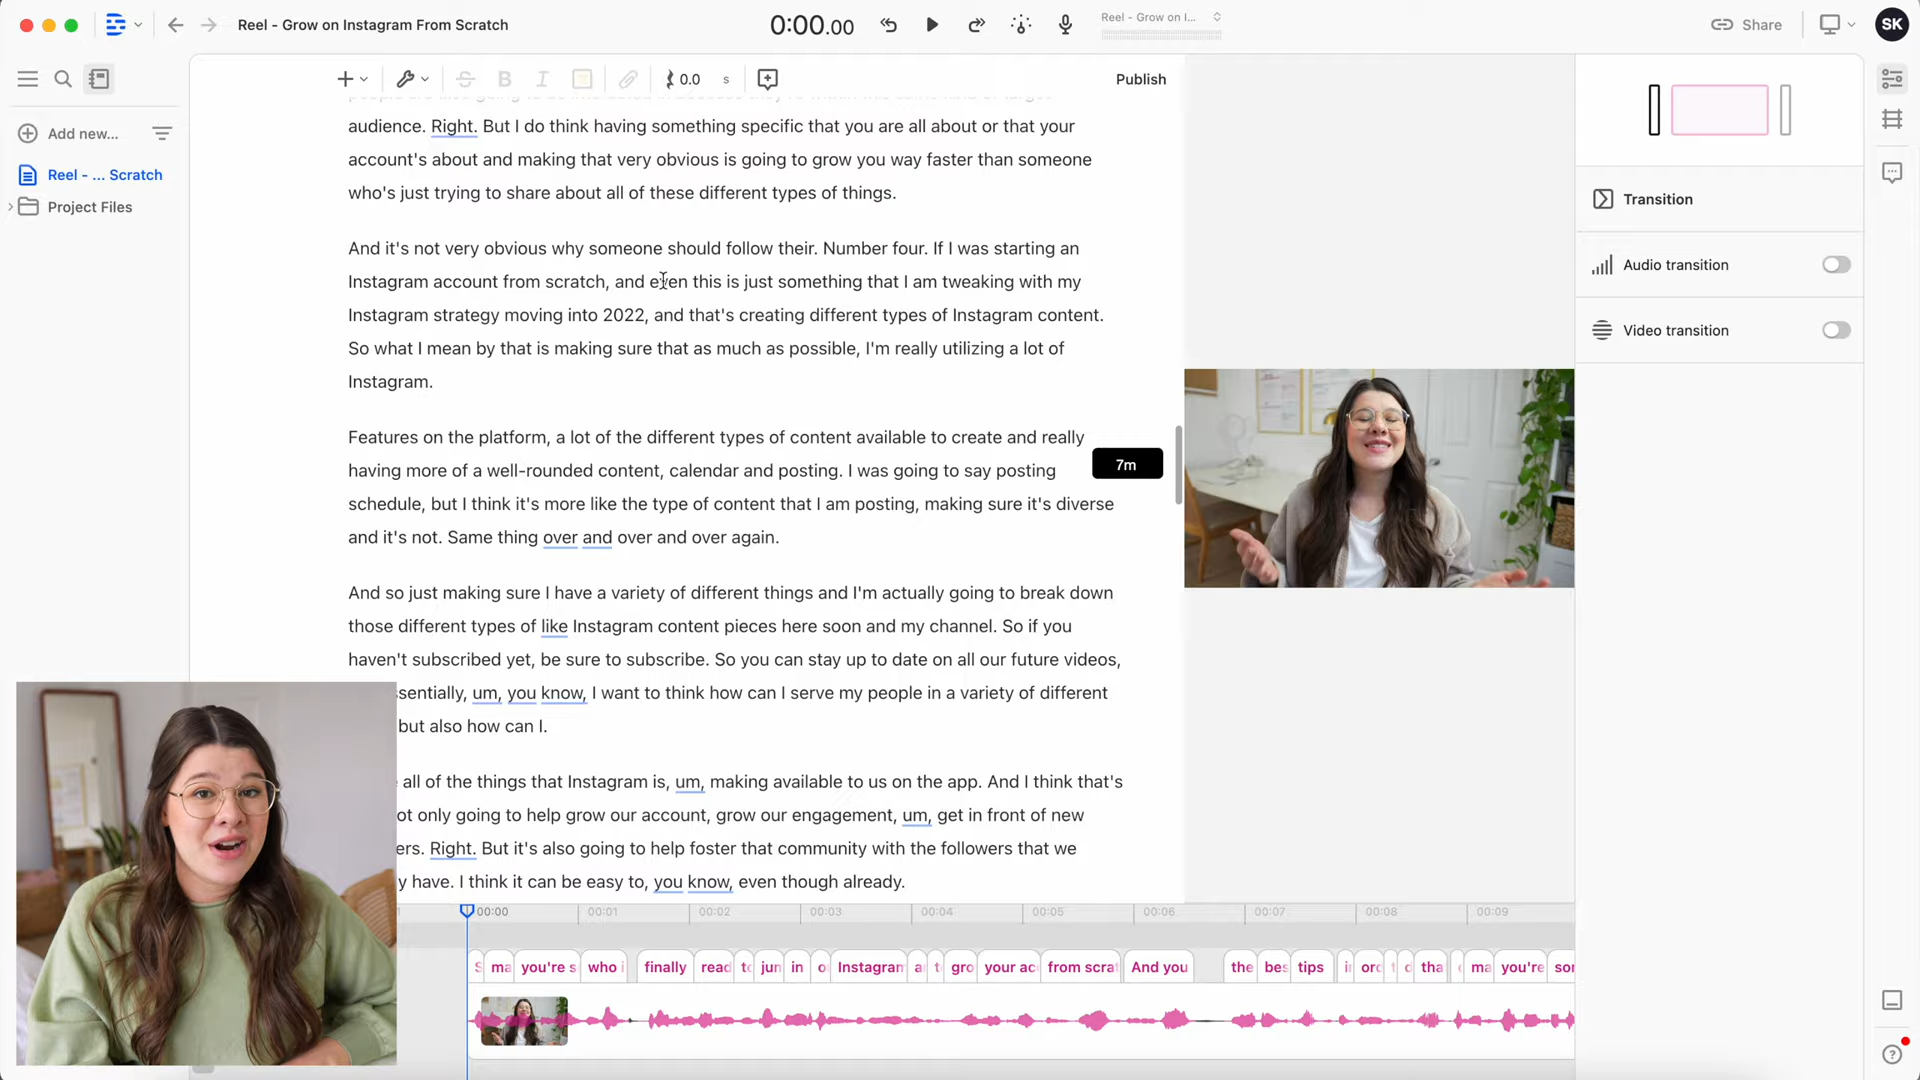 Reel - Grow on Instagram From Scratch
0:00.00
Reel - Grow on I...
Share
SK
0.0 s
Publish
Add new...
Reel - ... Scratch
Project Files
audience. Right. But I do think having something specific that you are all about or that your
account's about and making that very obvious is going to grow you way faster than someone
who's just trying to share about all of these different types of things.
And it's not very obvious why someone should follow their. Number four. If I was starting an
Instagram account from scratch, and even this is just something that I am tweaking with my
Instagram strategy moving into 2022, and that's creating different types of Instagram content.
So what I mean by that is making sure that as much as possible, I'm really utilizing a lot of
Instagram.
Features on the platform, a lot of the different types of content available to create and really
having more of a well-rounded content, calendar and posting. I was going to say posting
schedule, but I think it's more like the type of content that I am posting, making sure it's diverse
and it's not. Same thing over and over and over again.
7m
And so just making sure I have a variety of different things and I'm actually going to break down
those different types of like Instagram content pieces here soon and my channel. So if you
haven't subscribed yet, be sure to subscribe. So you can stay up to date on all our future videos,
ssentially, um, you know, I want to think how can I serve my people in a variety of different
but also how can I.
all of the things that Instagram is, um, making available to us on the app. And I think that's
ot only going to help grow our account, grow our engagement, um, get in front of new
ers. Right. But it's also going to help foster that community with the followers that we
y have. I think it can be easy to, you know, even though already.
Transition
Audio transition
Video transition
00:00 00:01 00:02 00:03 00:04 00:05 00:06 00:07 00:08 00:09
S ma you're s who i finally read to jun in o Instagram a t gro your ac from scra And you the bes tips i ord t c tha ma you're son